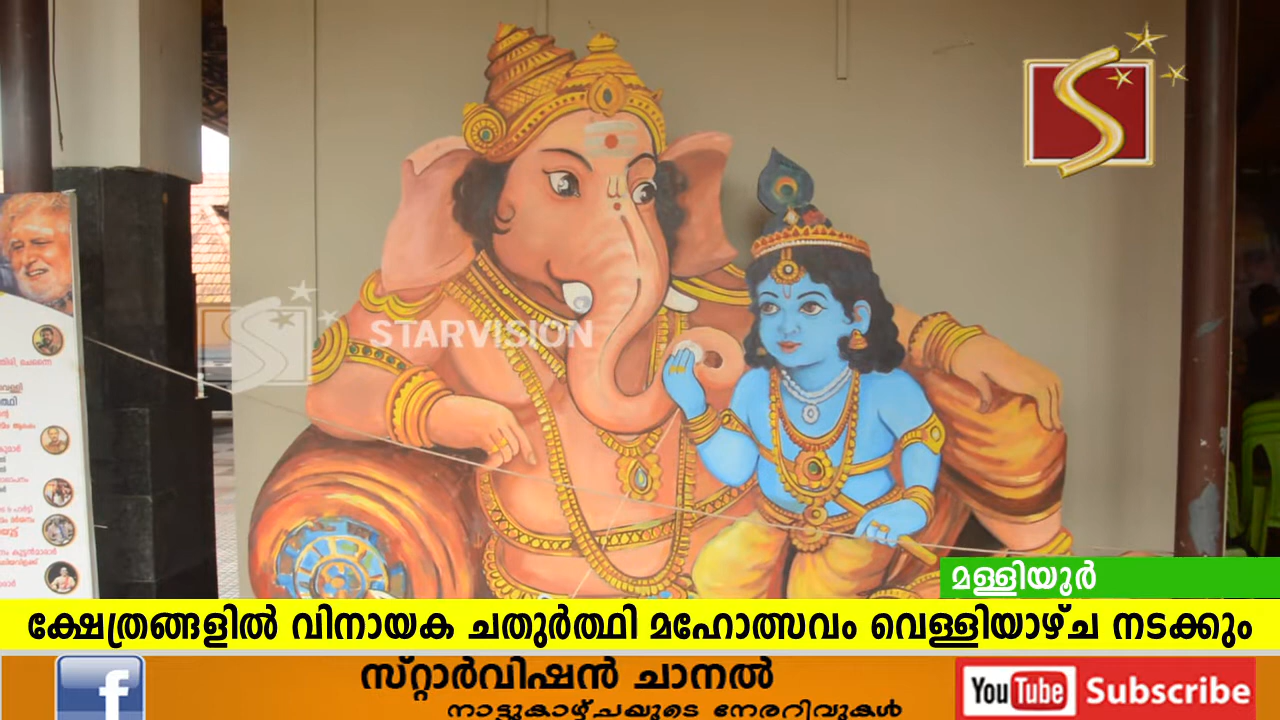 STARVISION
മള്ളിയൂർ
ക്ഷേത്രങ്ങളിൽ വിനായക ചതുർത്ഥി മഹോത്സവം വെള്ളിയാഴ്ച നടക്കും
സ്റ്റാർവിഷൻ ചാനൽ
നാട്ടുകാഴ്ചയുടെ നേരറിവുകൾ
f
YouTube Subscribe